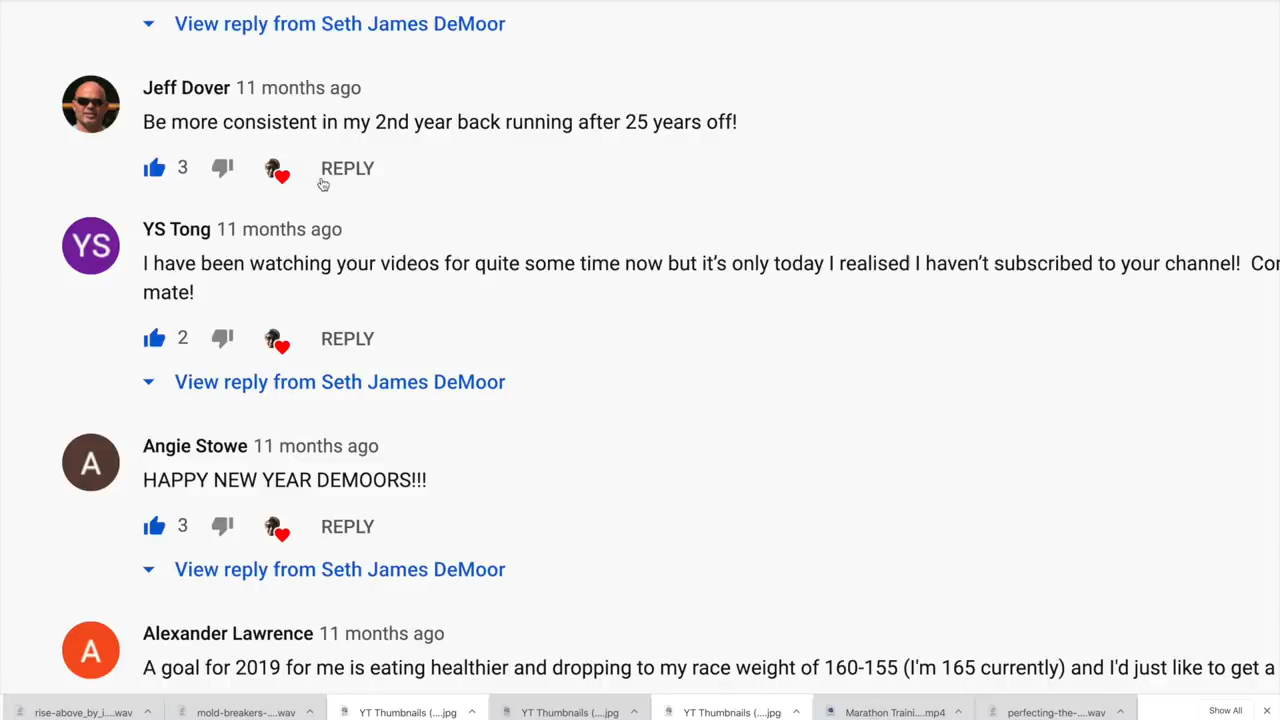 View reply from Seth James DeMoor
Jeff Dover 11 months ago
Be more consistent in my 2nd year back running after 25 years off!
3 REPLY
YS
YS Tong 11 months ago
I have been watching your videos for quite some time now but it’s only today I realised I haven’t subscribed to your channel!
mate!
2 REPLY
View reply from Seth James DeMoor
A
Angie Stowe 11 months ago
HAPPY NEW YEAR DEMOORS!!!
3 REPLY
View reply from Seth James DeMoor
A
Alexander Lawrence 11 months ago
A goal for 2019 for me is eating healthier and dropping to my race weight of 160-155 (I'm 165 currently) and I'd just like to get a
rise-above_by_i....wav mold-breakers-....wav YT Thumbnails (....jpg YT Thumbnails (....jpg YT Thumbnails (....jpg Marathon Traini....mp4 perfecting-the-....wav Show All